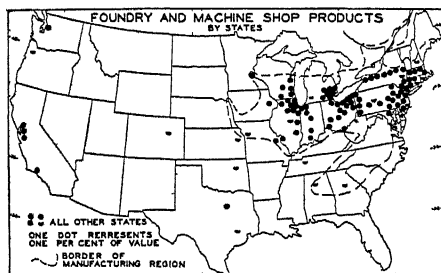 FOUNDRY AND MACHINE SHOP PRODUCTS
BY STATES
ALL OTHER STATES
ONE DOT RERRESENTS
ONE PER CENT OF VALUE
BORDER OF
MANUFACTURING REGION